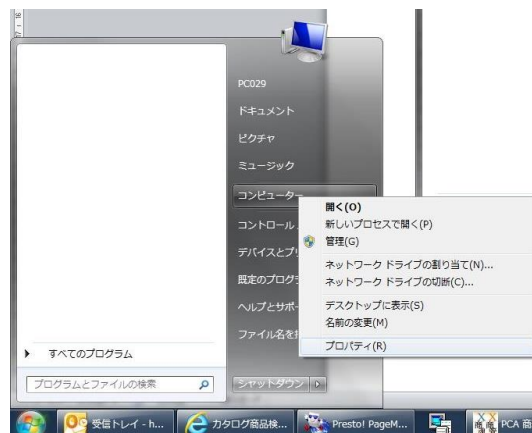 PC029
ドキュメント
ピクチャ
ミュージック
コンピューター
コントロール
デバイスとプリ
既定のプログラ
ヘルプとサポー
ファイル名を
すべてのプログラム
プログラムとファイルの検索
シャットダウン
開く(O)
新しいプロセスで開く(P)
管理(G)
ネットワーク ドライブの割り当て(N)...
ネットワーク ドライブの切断(C)...
デスクトップに表示(S)
名前の変更(M)
プロパティ(R)
受信トレイ - h...
カタログ商品検...
Presto! PageM...
PCA